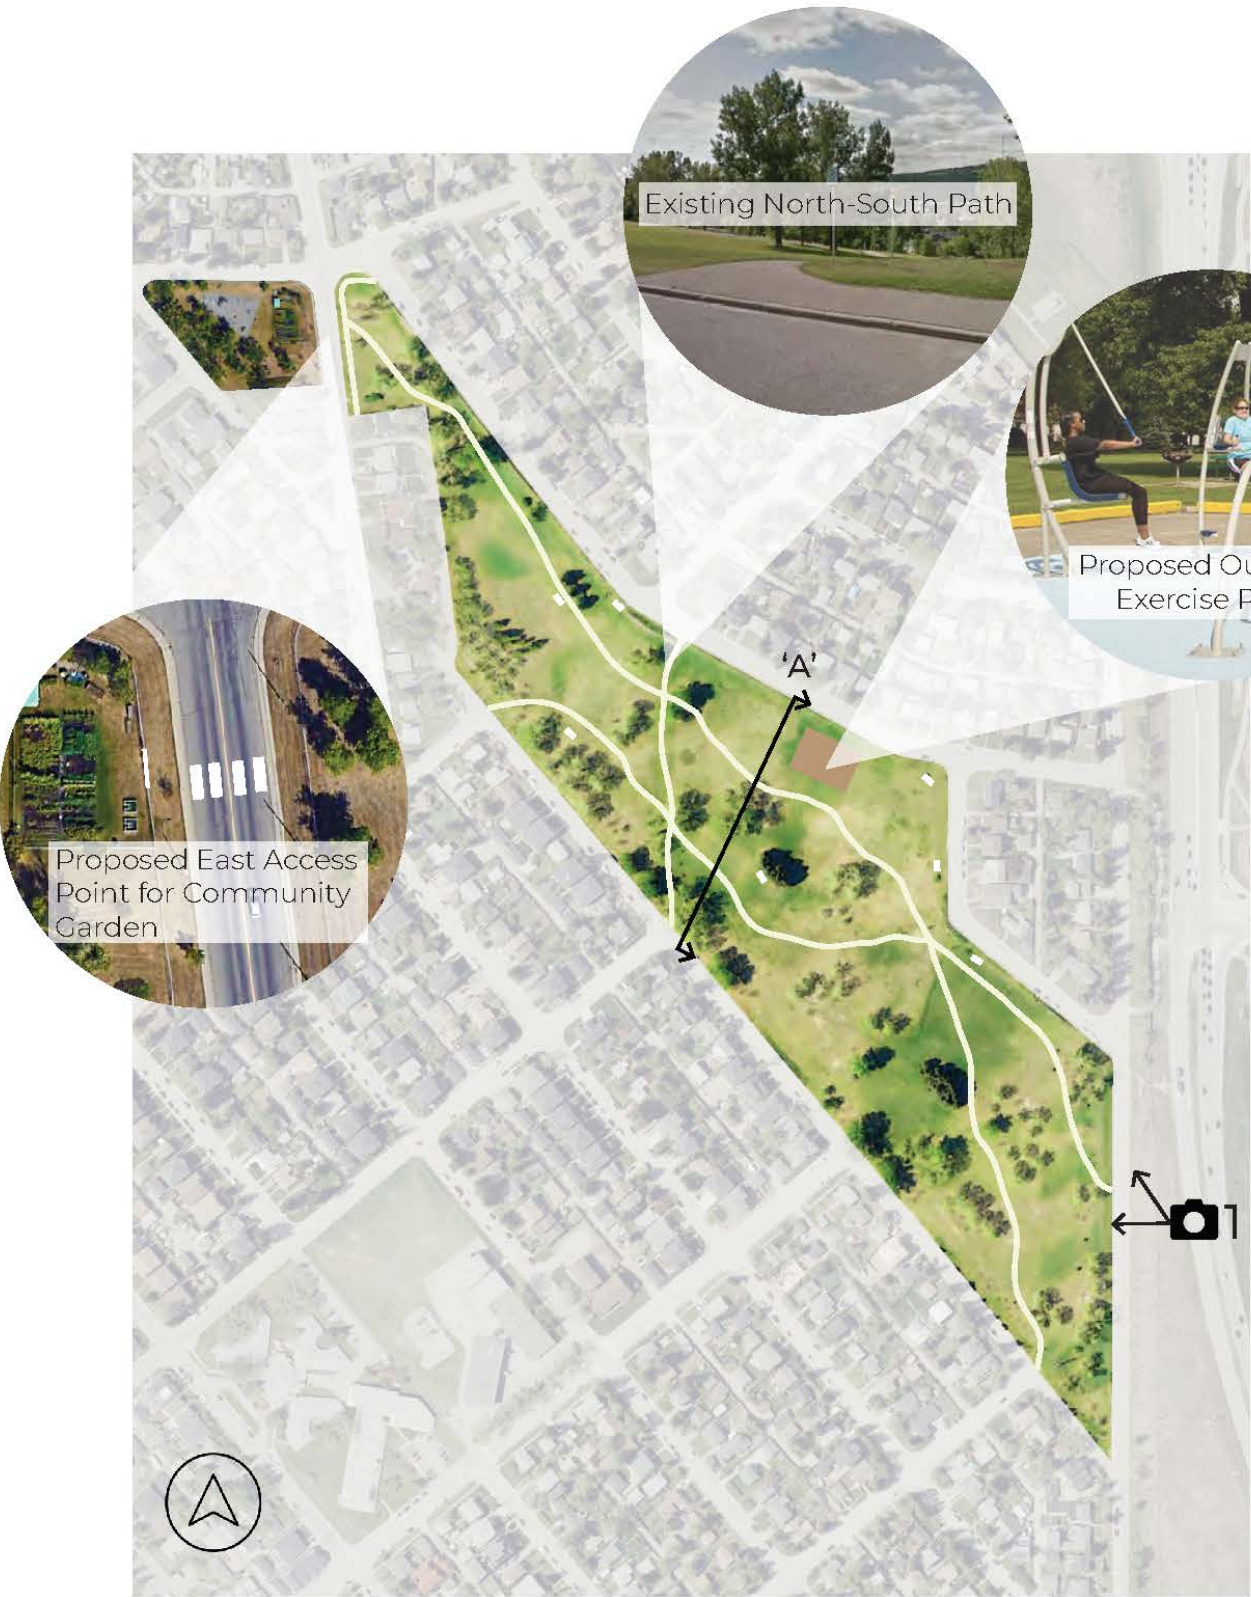 Existing North-South Path
Proposed Ou
Exercise P
'A'
Proposed East Access
Point for Community
Garden
1